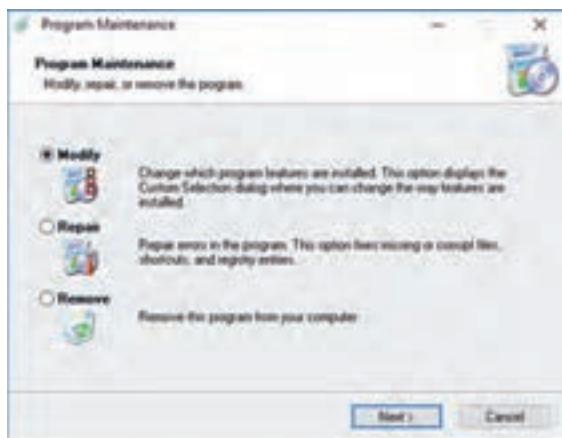 Program Maintenance
Program Maintenance
Modify, repair, or remove the program.
Modify
Change which program features are installed. This option displays the
Custom Selection dialog where you can change the way features are
installed.
Repair
Repair errors in the program. This option fixes missing or corrupt files,
shortcuts, and registry entries.
Remove
Remove this program from your computer.
Next >
Cancel